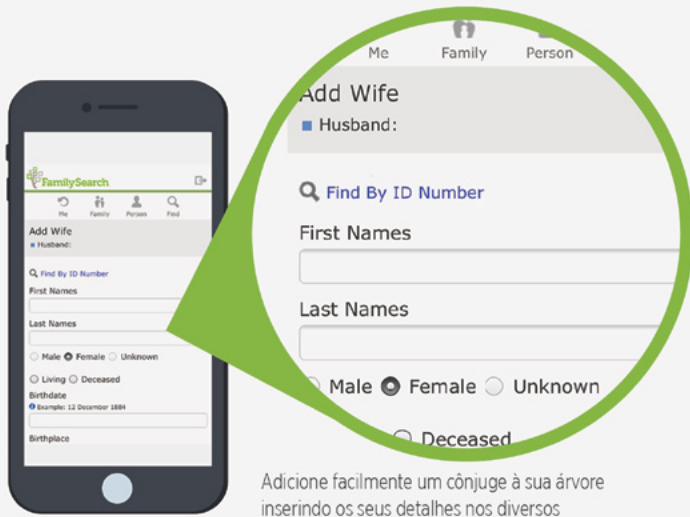 FamilySearch
Me Family Person Find
Add Wife
Husband:
Find By ID Number
First Names
Last Names
Male Female Unknown
Living Deceased
Birthdate
Example: 12 December 1884
Birthplace
Me Family Person
Add Wife
Husband:
Find By ID Number
First Names
Last Names
Male Female Unknown
Deceased
Adicione facilmente um cônjuge à sua árvore
inserindo os seus detalhes nos diversos